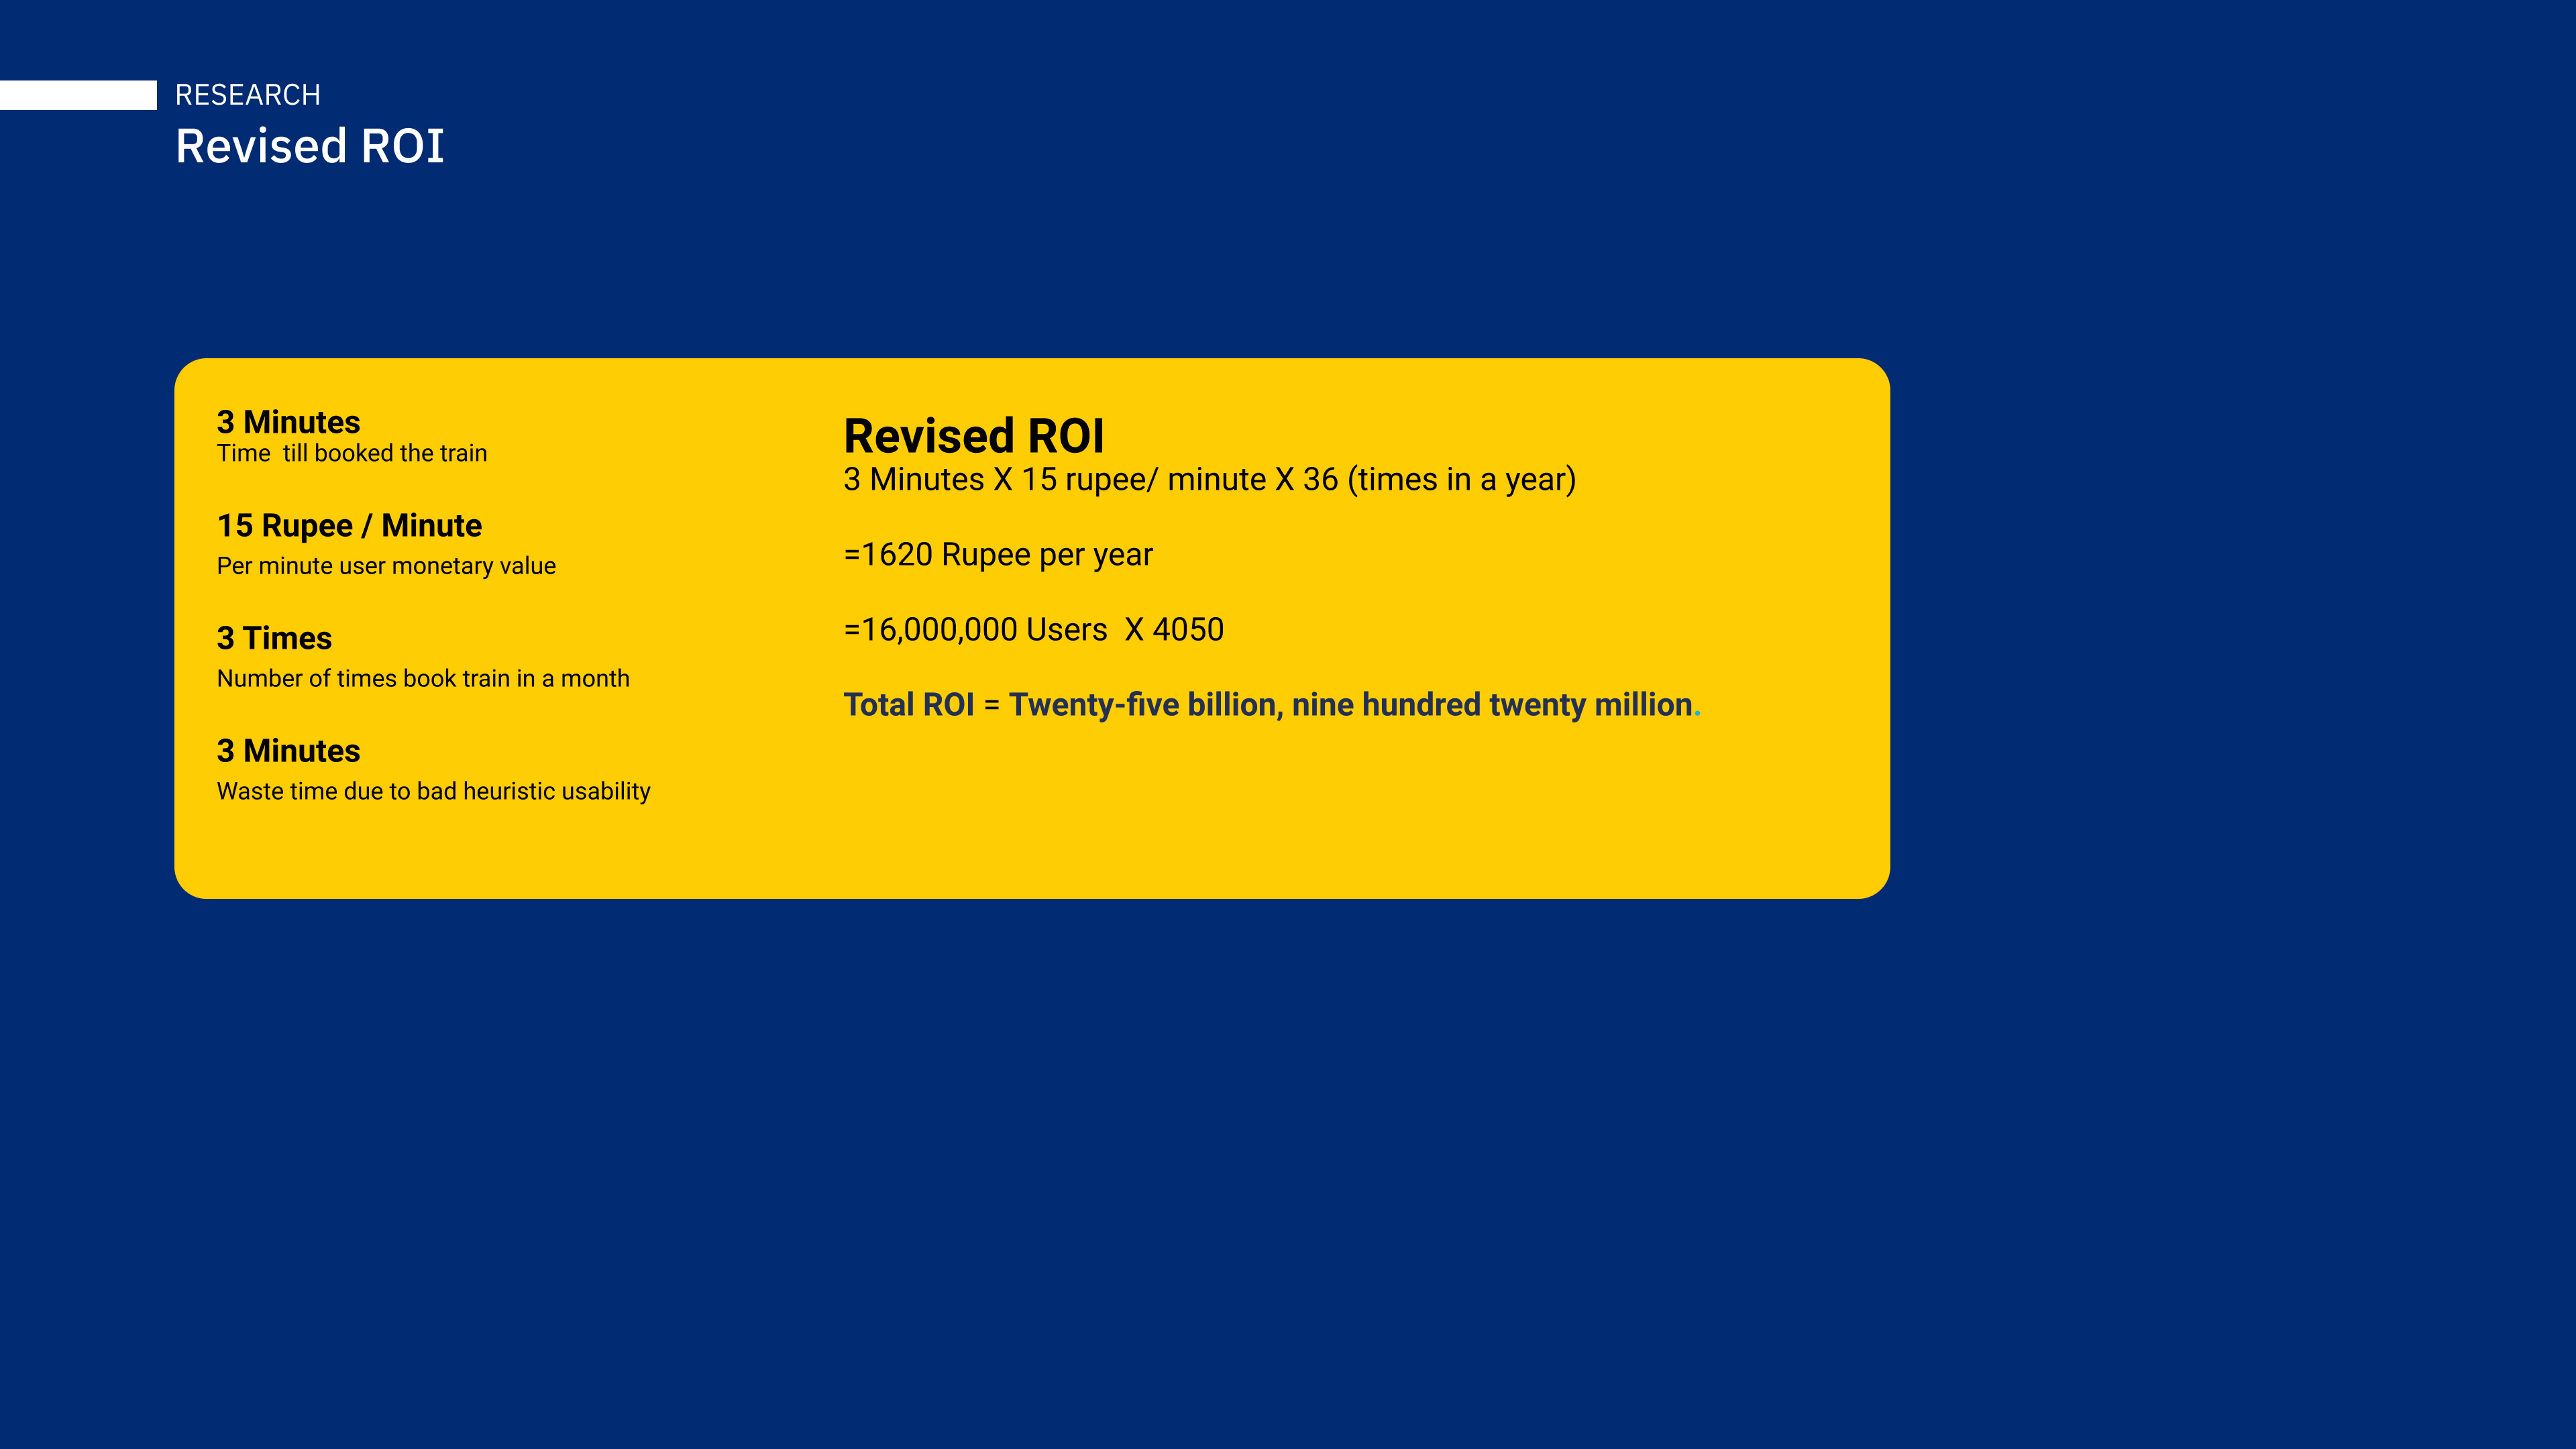 RESEARCH
Revised ROI
3 Minutes
Time  till booked the train
15 Rupee / Minute
Per minute user monetary value
3 Times
Number of times book train in a month
3 Minutes
Waste time due to bad heuristic usability
Revised ROI
3 Minutes X 15 rupee/ minute X 36 (times in a year)
=1620 Rupee per year
=16,000,000 Users  X 4050
Total ROI = Twenty-five billion, nine hundred twenty million.